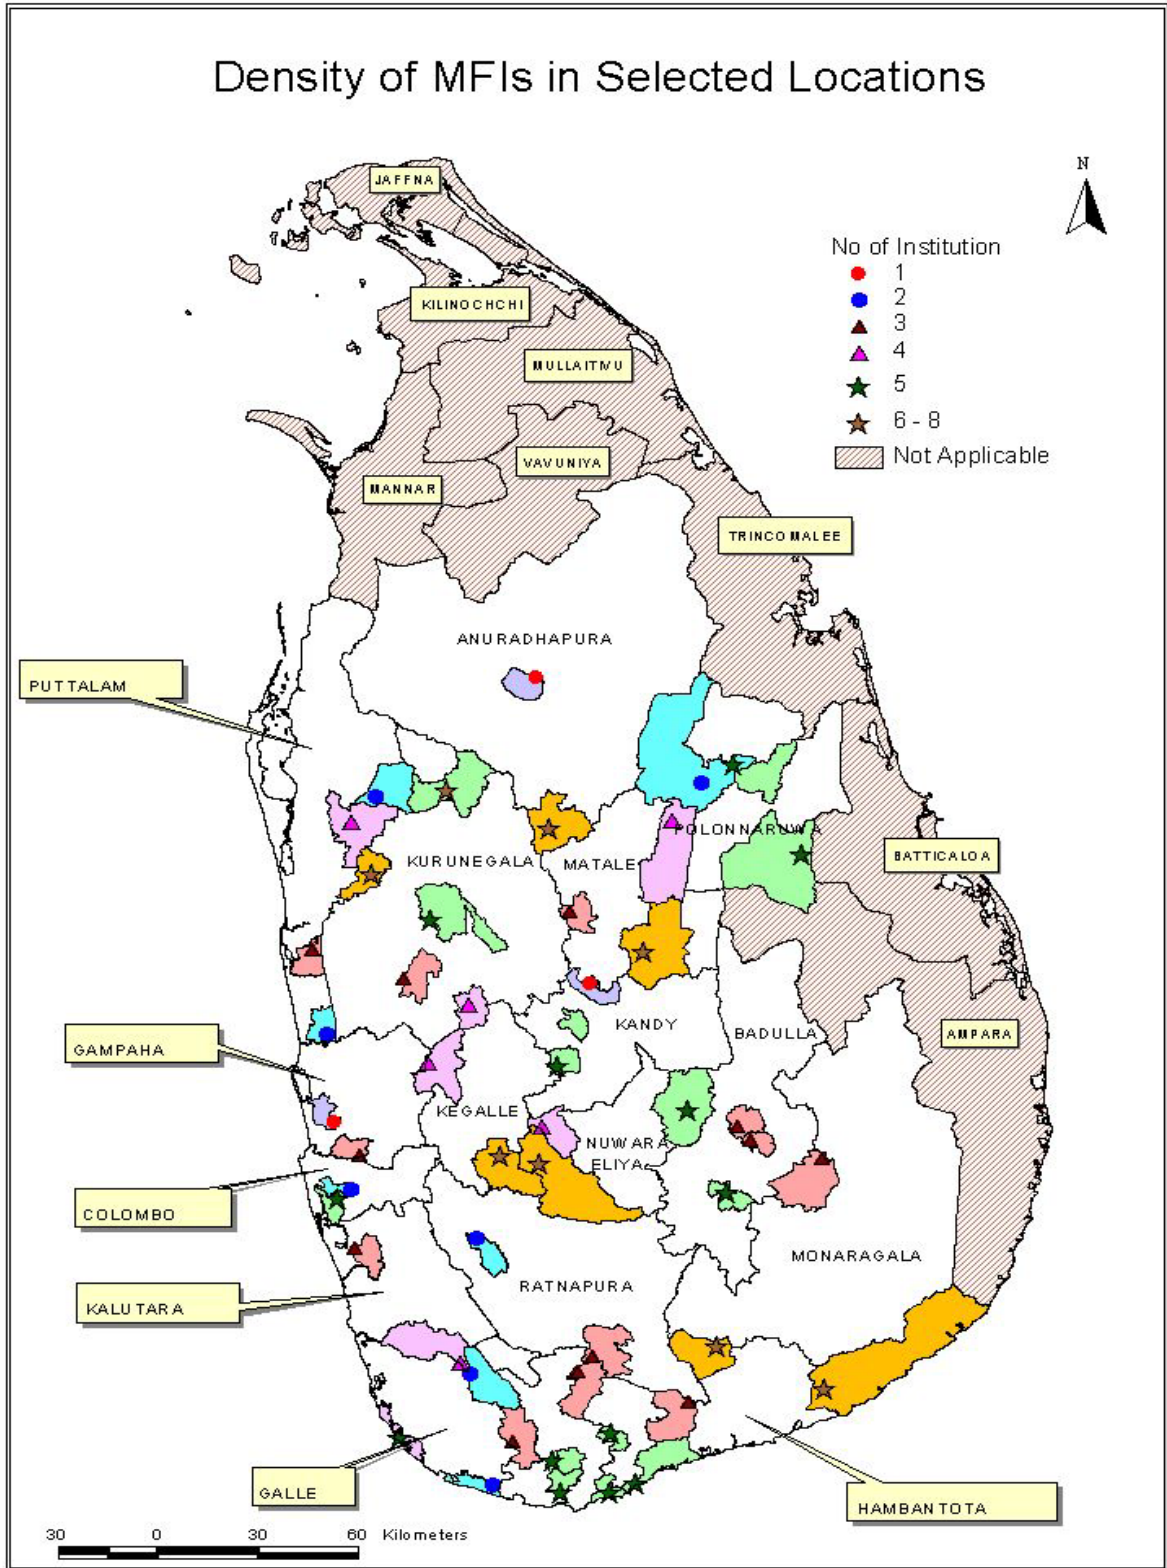 Density of MFIs in Selected Locations
N
JAFFNA
No of Institution
1
2
3
4
5
6 - 8
Not Applicable
KILINOCHCHI
MULLAITIVU
VAVUNIYA
MANNAR
TRINCOMALEE
ANURADHAPURA
PUTTALAM
POLONNARUWA
KURUNEGALA
MATALE
BATTICALOA
KANDY
BADULLA
AMPARA
GAMPAHA
KEGALLE
NUWARA
ELIYA
COLOMBO
MONARAGALA
RATNAPURA
KALUTARA
GALLE
HAMBANTOTA
30 0 30 60 Kilometers